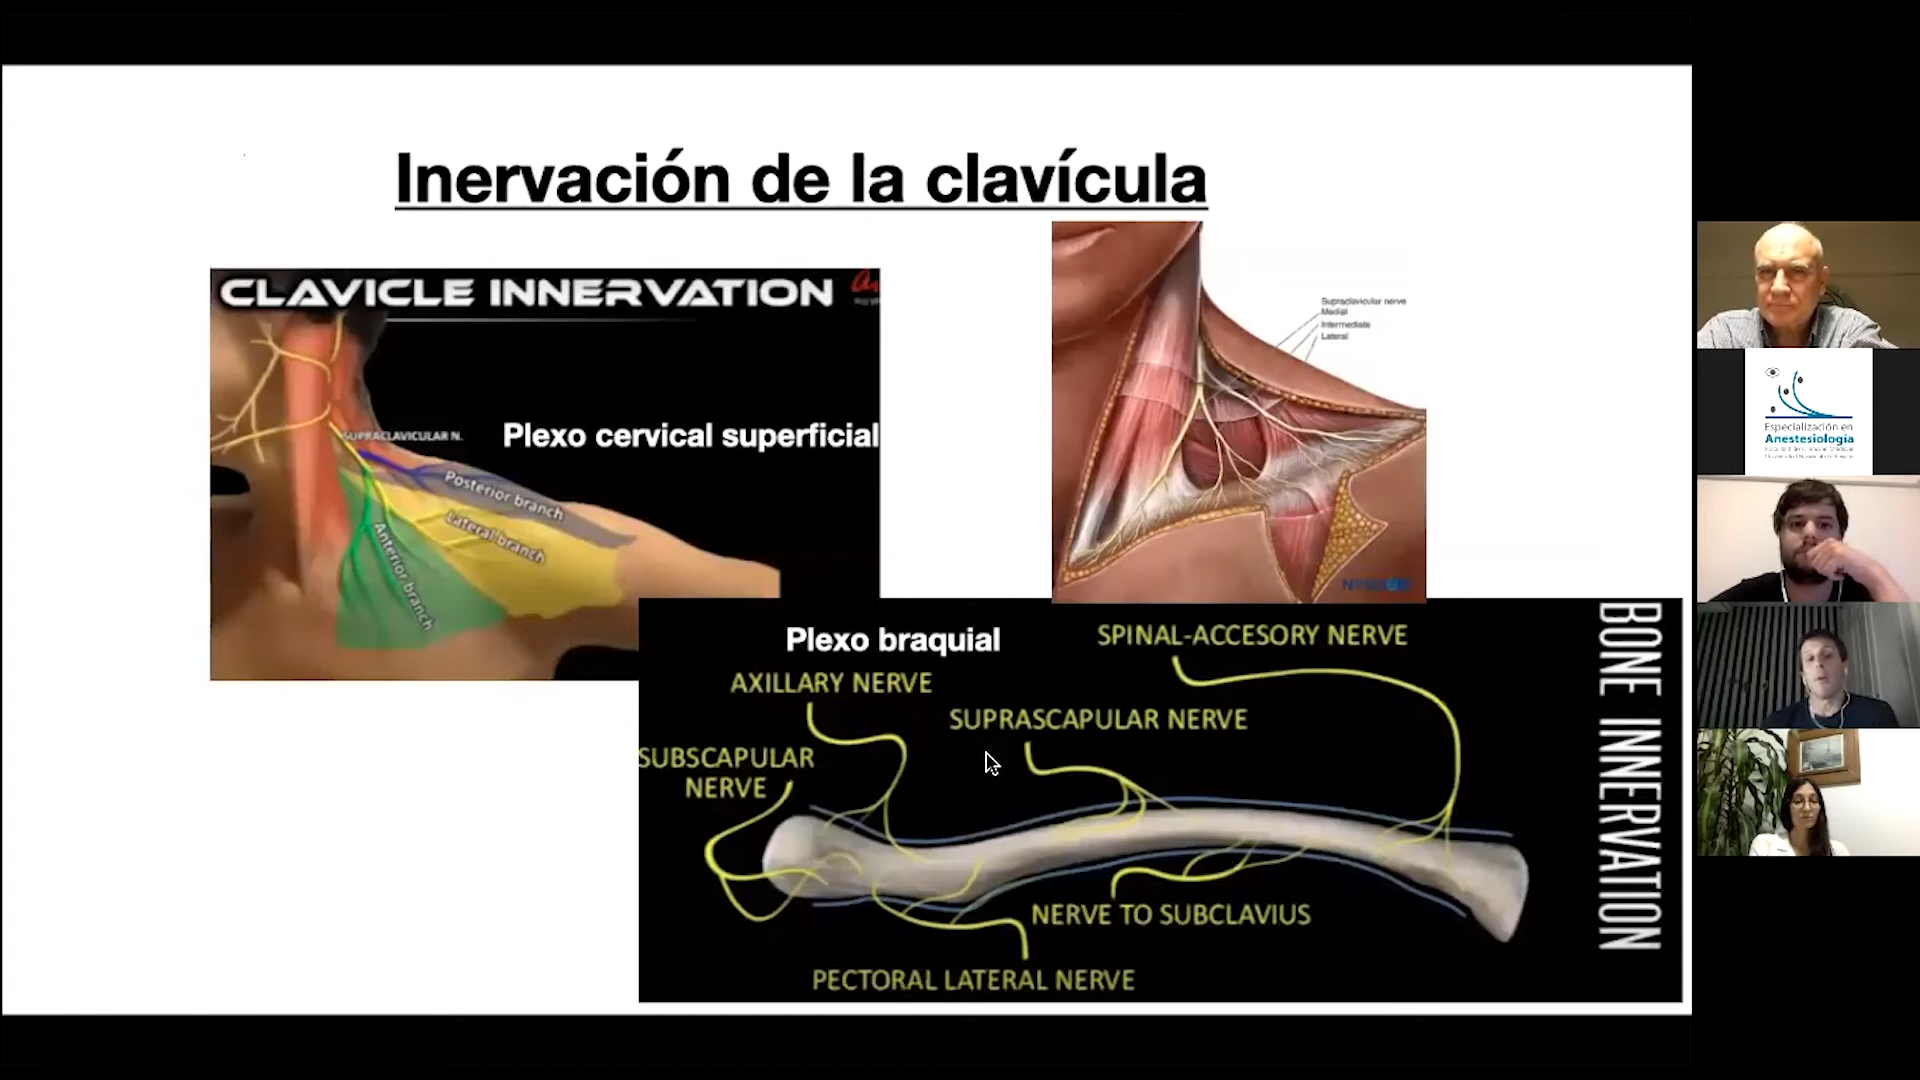 Inervación de la clavícula
CLAVICLE INNERVATION
Plexo cervical superficial
SUPRACLAVICULAR N.
Posterior branch
Lateral branch
Anterior branch
Supraclavicular nerve
Medial
Intermediate
Lateral
Plexo braquial
SPINAL-ACCESORY NERVE
AXILLARY NERVE
SUPRASCAPULAR NERVE
SUBSCAPULAR
NERVE
NERVE TO SUBCLAVIUS
PECTORAL LATERAL NERVE
BONE INNERVATION
Especialización en
Anestesiología